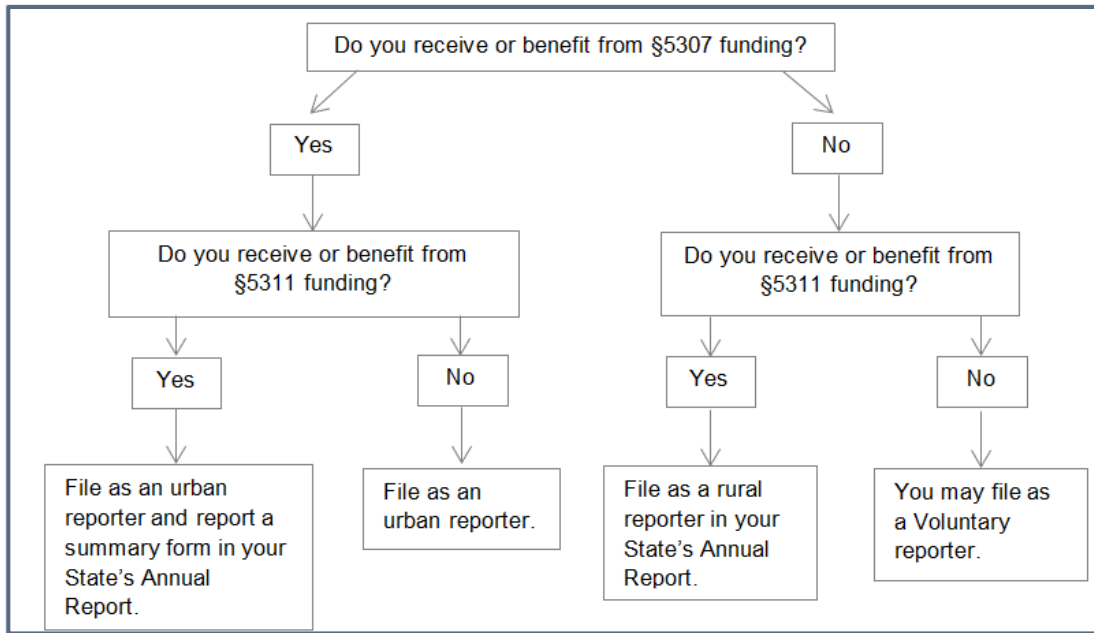 Do you receive or benefit from §5307 funding?
Yes
No
Do you receive or benefit from
§5311 funding?
Do you receive or benefit from
§5311 funding?
Yes
No
Yes
No
File as an urban
reporter and report a
summary form in your
State’s Annual
Report.
File as an
urban reporter.
File as a rural
reporter in your
State’s Annual
Report.
You may file as
a Voluntary
reporter.